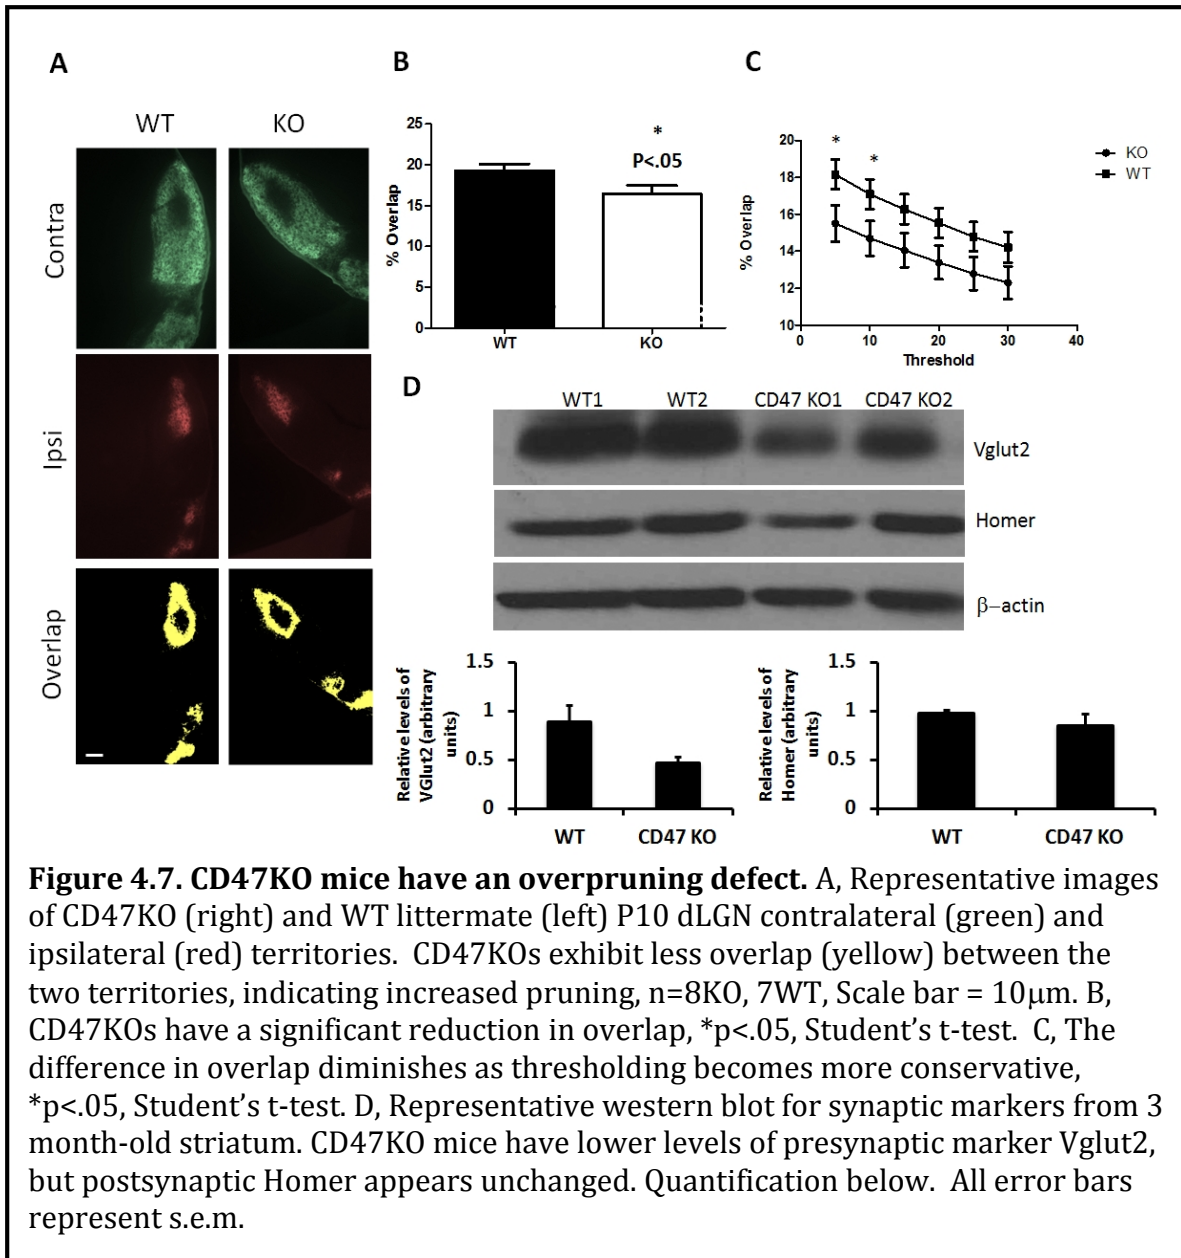 A
WT
KO
Contra
Ipsi
Overlap
B
25
20
15
10
5
0
% Overlap
*
P<.05
WT
KO
C
20
18
16
14
12
10
% Overlap
*
*
0
10
20
30
40
Threshold
KO
WT
D
WT1
WT2
CD47 KO1
CD47 KO2
Vglut2
Homer
β–actin
Relative levels of
VGlut2 (arbitrary
units)
1.5
1
0.5
0
WT
CD47 KO
Relative levels of
Homer (arbitrary
units)
1.5
1
0.5
0
WT
CD47 KO
Figure 4.7. CD47KO mice have an overpruning defect. A, Representative images
of CD47KO (right) and WT littermate (left) P10 dLGN contralateral (green) and
ipsilateral (red) territories. CD47KOs exhibit less overlap (yellow) between the
two territories, indicating increased pruning, n=8KO, 7WT, Scale bar = 10μm. B,
CD47KOs have a significant reduction in overlap, *p<.05, Student’s t-test. C, The
difference in overlap diminishes as thresholding becomes more conservative,
*p<.05, Student’s t-test. D, Representative western blot for synaptic markers from 3
month-old striatum. CD47KO mice have lower levels of presynaptic marker Vglut2,
but postsynaptic Homer appears unchanged. Quantification below. All error bars
represent s.e.m.